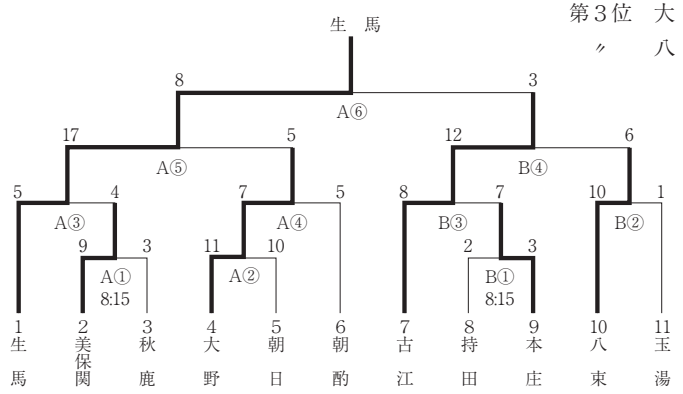 第3位 大
〃 八
生馬
8 3
A⑥
17 5 12 6
A⑤ B④
5 4 7 5 8 7 10 1
A③ A④ B③ B②
9 3 11 10 2 3
A① A② B①
8:15 8:15
1 2 3 4 5 6 7 8 9 10 11
生馬 美保関 秋鹿 大野 朝日 朝酌 古江 持田 本庄 八束 玉湯